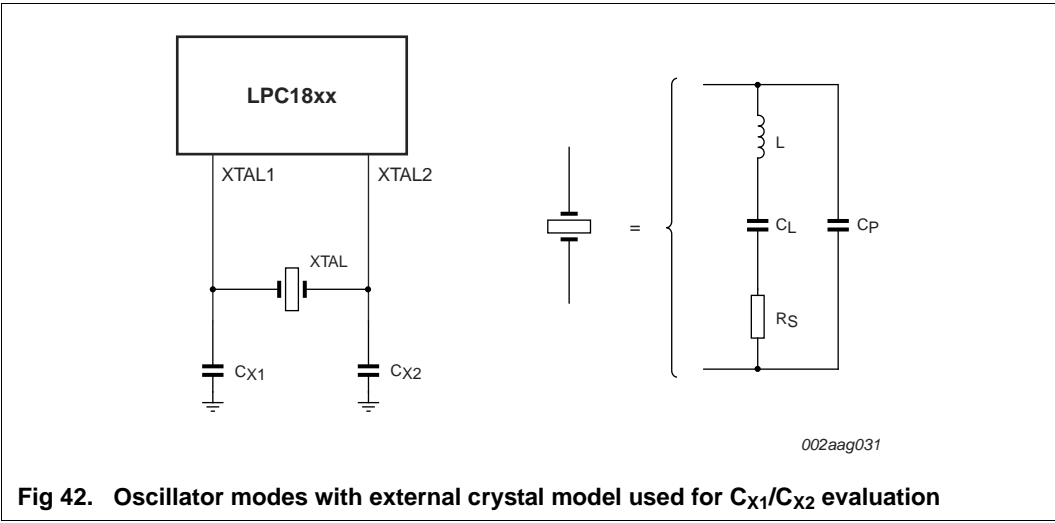 LPC18xx
XTAL1
XTAL2
XTAL
CX1
CX2
=
L
CL
CP
RS
002aag031
Fig 42. Oscillator modes with external crystal model used for CX1/CX2 evaluation